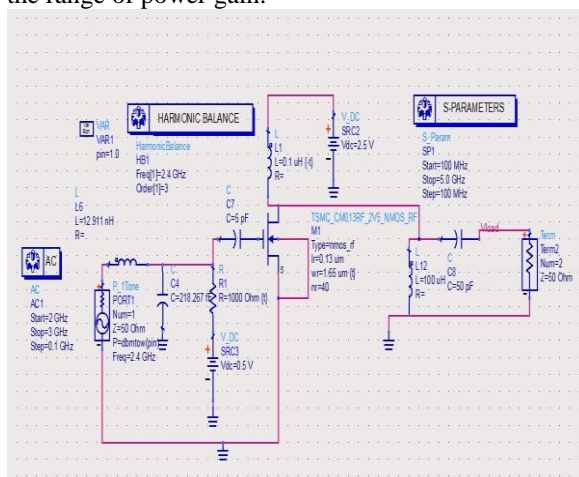 the range of power gain.
HARMONIC BALANCE
HarmonicBalance
HB1
Freq[1]=2.4 GHz
Order[1]=3
Var
Eqn
VAR
VAR1
pin=1.0
V_DC
SRC2
Vdc=2.5 V
L
L1
L=0.1 uH {-t}
R=
S-PARAMETERS
S_Param
SP1
Start=100 MHz
Stop=5.0 GHz
Step=100 MHz
L
L6
L=12.911 nH
R=
C
C7
C=5 pF
TSMC_CM013RF_2V5_NMOS_RF
M1
Type=nmos_rf
lr=0.13 um
wr=1.65 um {t}
nr=40
s
AC
AC
AC1
Start=2 GHz
Stop=3 GHz
Step=0.1 GHz
P_1Tone
PORT1
Num=1
Z=50 Ohm
P=dbmtow(pin)
Freq=2.4 GHz
C
C4
C=218.267
R
R1
R=1000 Ohm {t}
V_DC
SRC3
Vdc=0.5 V
L
L12
L=100 uH
R=
C
C8
C=50 pF
Vload
Term
Term2
Num=2
Z=50 Ohm